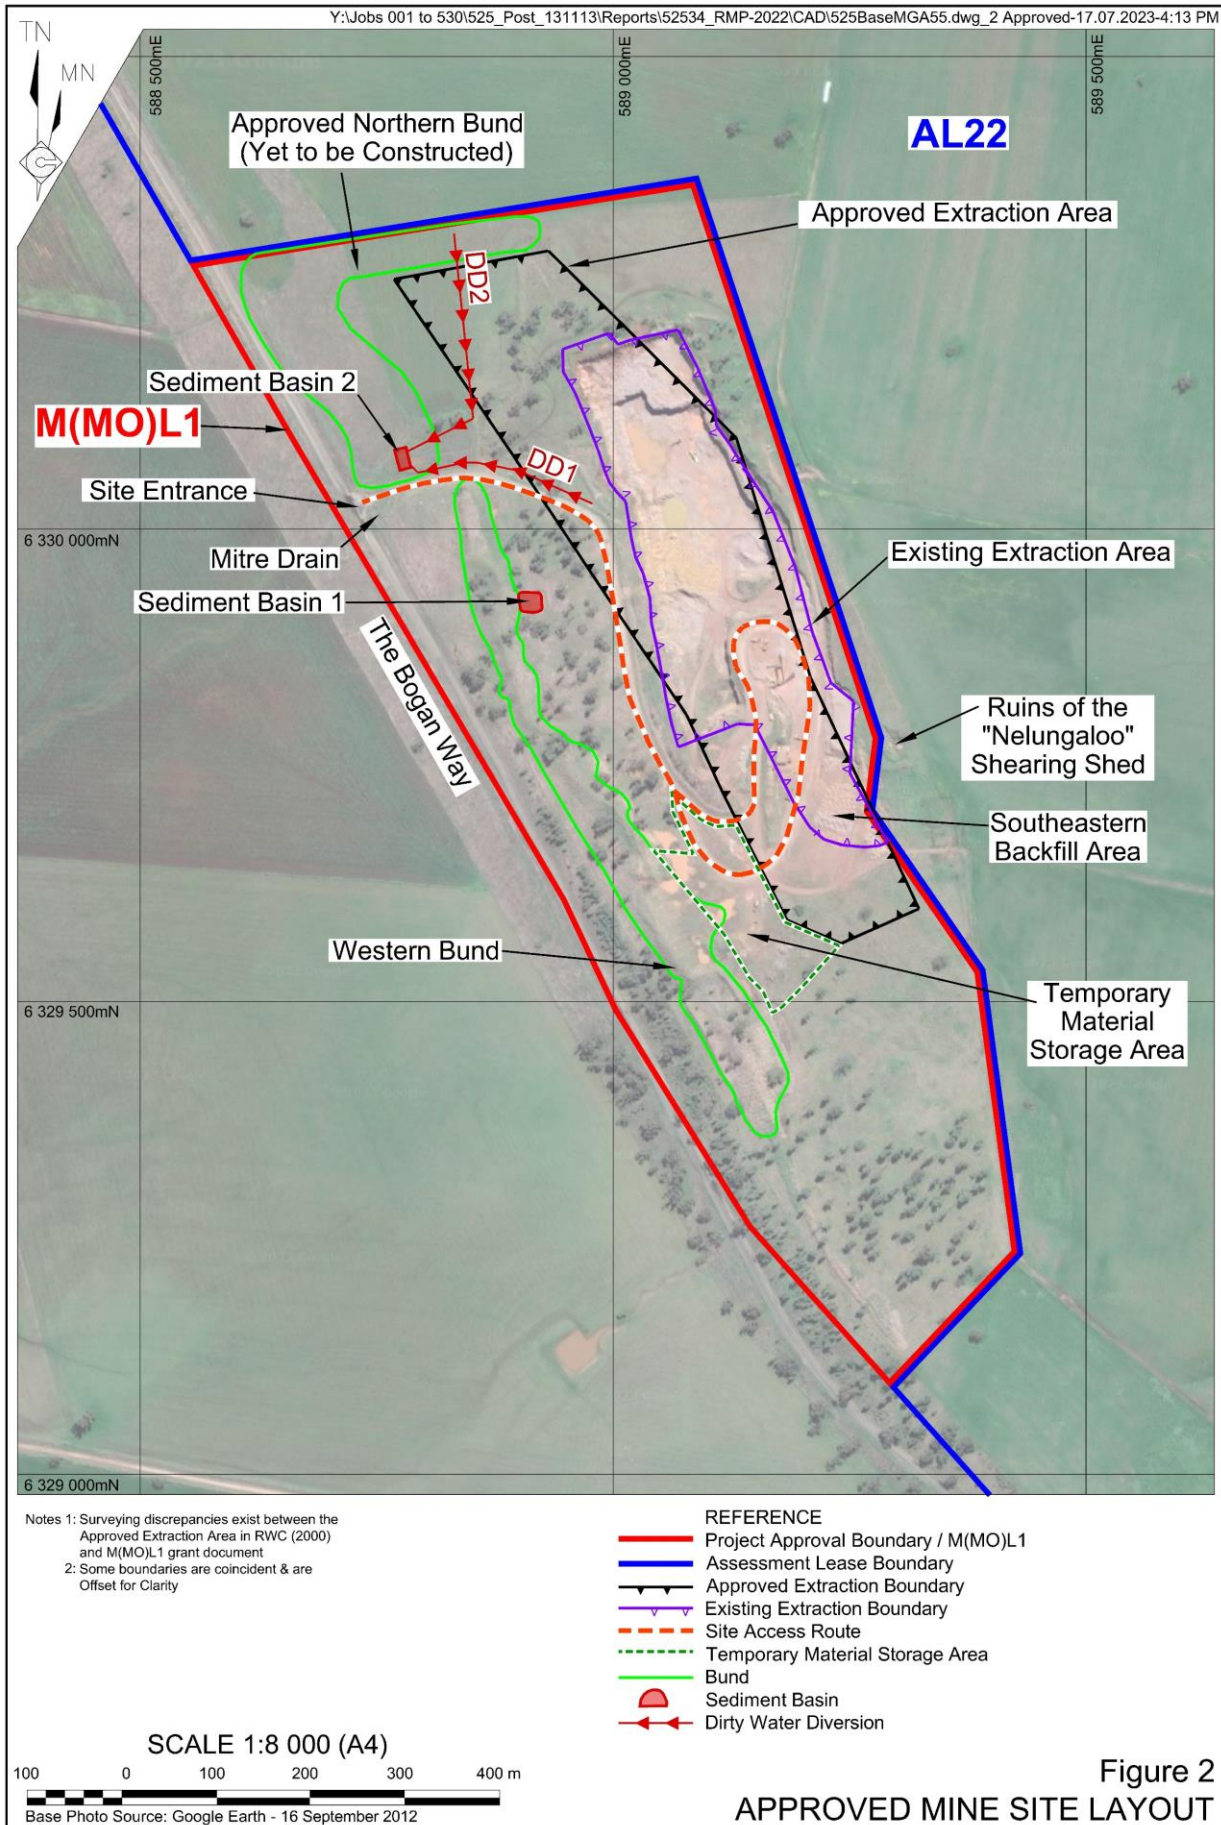 Y:\Jobs 001 to 530\525_Post_131113\Reports\52534_RMP-2022\CAD\525BaseMGA55.dwg_2 Approved-17.07.2023-4:13 PM
TN
MN
588 500mE
589 000mE
589 500mE
AL22
Approved Northern Bund
(Yet to be Constructed)
Approved Extraction Area
DD2
Sediment Basin 2
M(MO)L1
DD1
Site Entrance
6 330 000mN
Mitre Drain
Existing Extraction Area
Sediment Basin 1
The Bogan Way
Ruins of the
"Nelungaloo"
Shearing Shed
Southeastern
Backfill Area
Western Bund
6 329 500mN
Temporary
Material
Storage Area
6 329 000mN
Notes 1: Surveying discrepancies exist between the
Approved Extraction Area in RWC (2000)
and M(MO)L1 grant document
2: Some boundaries are coincident & are
Offset for Clarity
REFERENCE
Project Approval Boundary / M(MO)L1
Assessment Lease Boundary
Approved Extraction Boundary
Existing Extraction Boundary
Site Access Route
Temporary Material Storage Area
Bund
Sediment Basin
Dirty Water Diversion
SCALE 1:8 000 (A4)
100 0 100 200 300 400 m
Base Photo Source: Google Earth - 16 September 2012
Figure 2
APPROVED MINE SITE LAYOUT